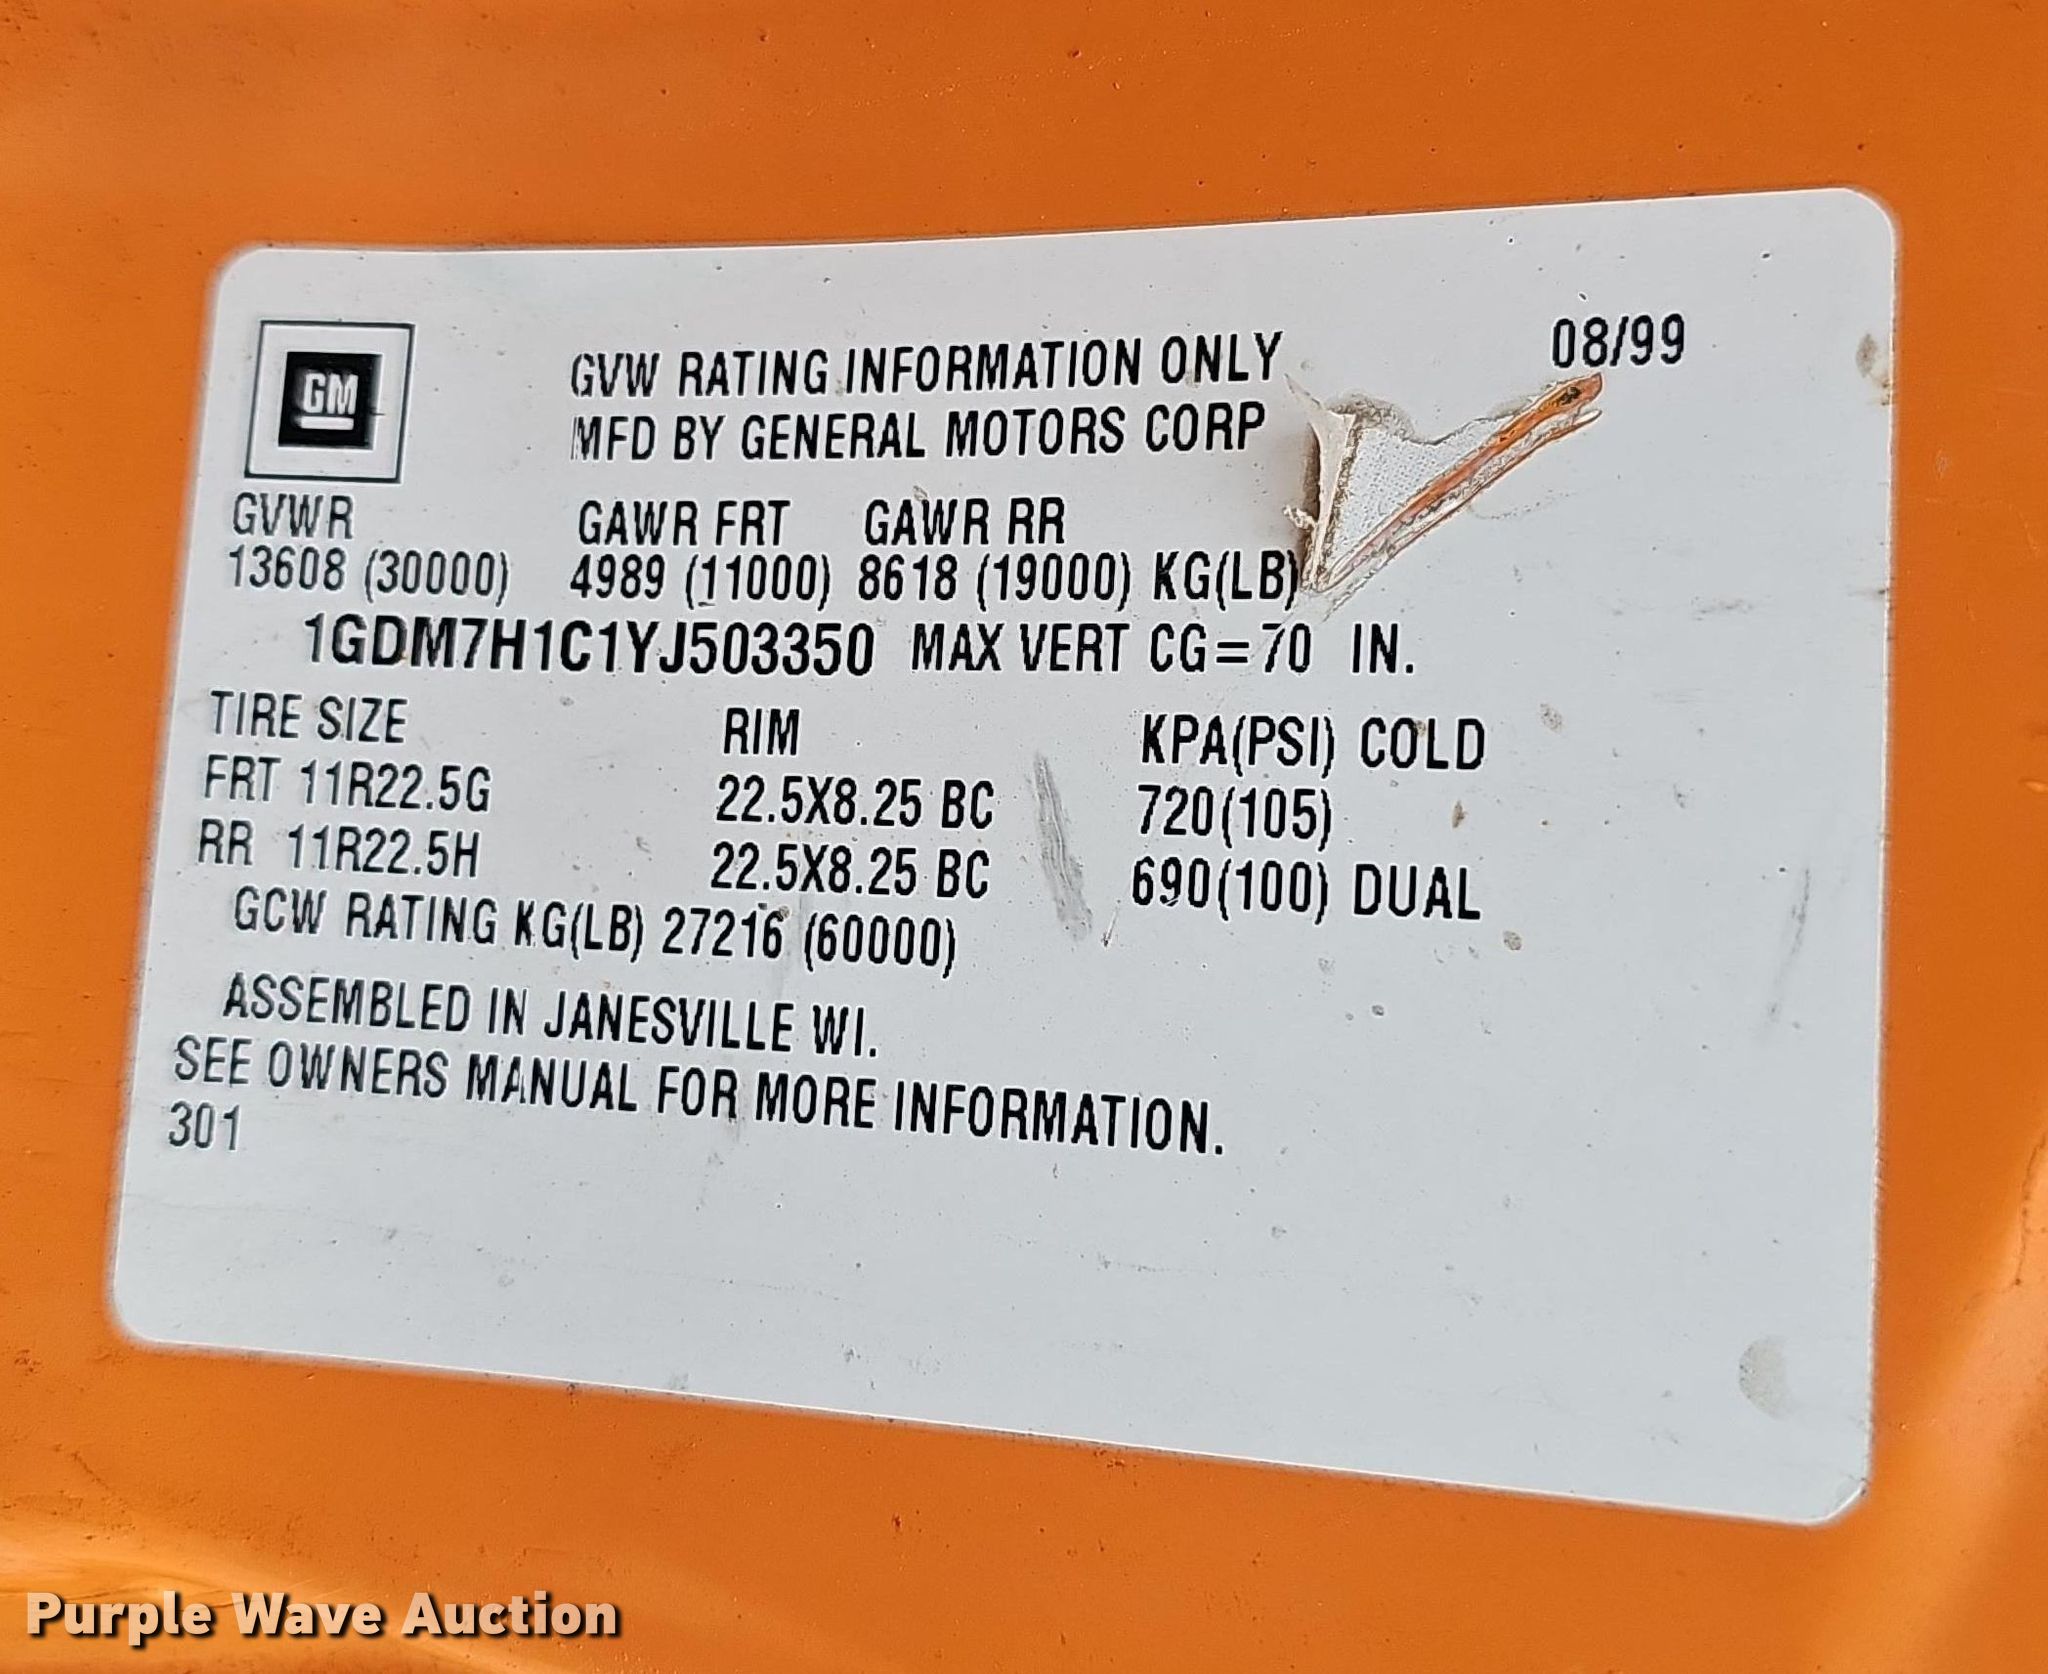 08/99
GM
GVW RATING INFORMATION ONLY
MFD BY GENERAL MOTORS CORP
GVWR GAWR FRT GAWR RR
13608 (30000) 4989 (11000) 8618 (19000) KG(LB)
1GDM7H1C1YJ503350 MAX VERT CG=70 IN.
TIRE SIZE RIM KPA(PSI) COLD
FRT 11R22.5G 22.5X8.25 BC 720(105)
RR 11R22.5H 22.5X8.25 BC 690(100) DUAL
GCW RATING KG(LB) 27216 (60000)
ASSEMBLED IN JANESVILLE WI.
SEE OWNERS MANUAL FOR MORE INFORMATION.
301
Purple Wave Auction